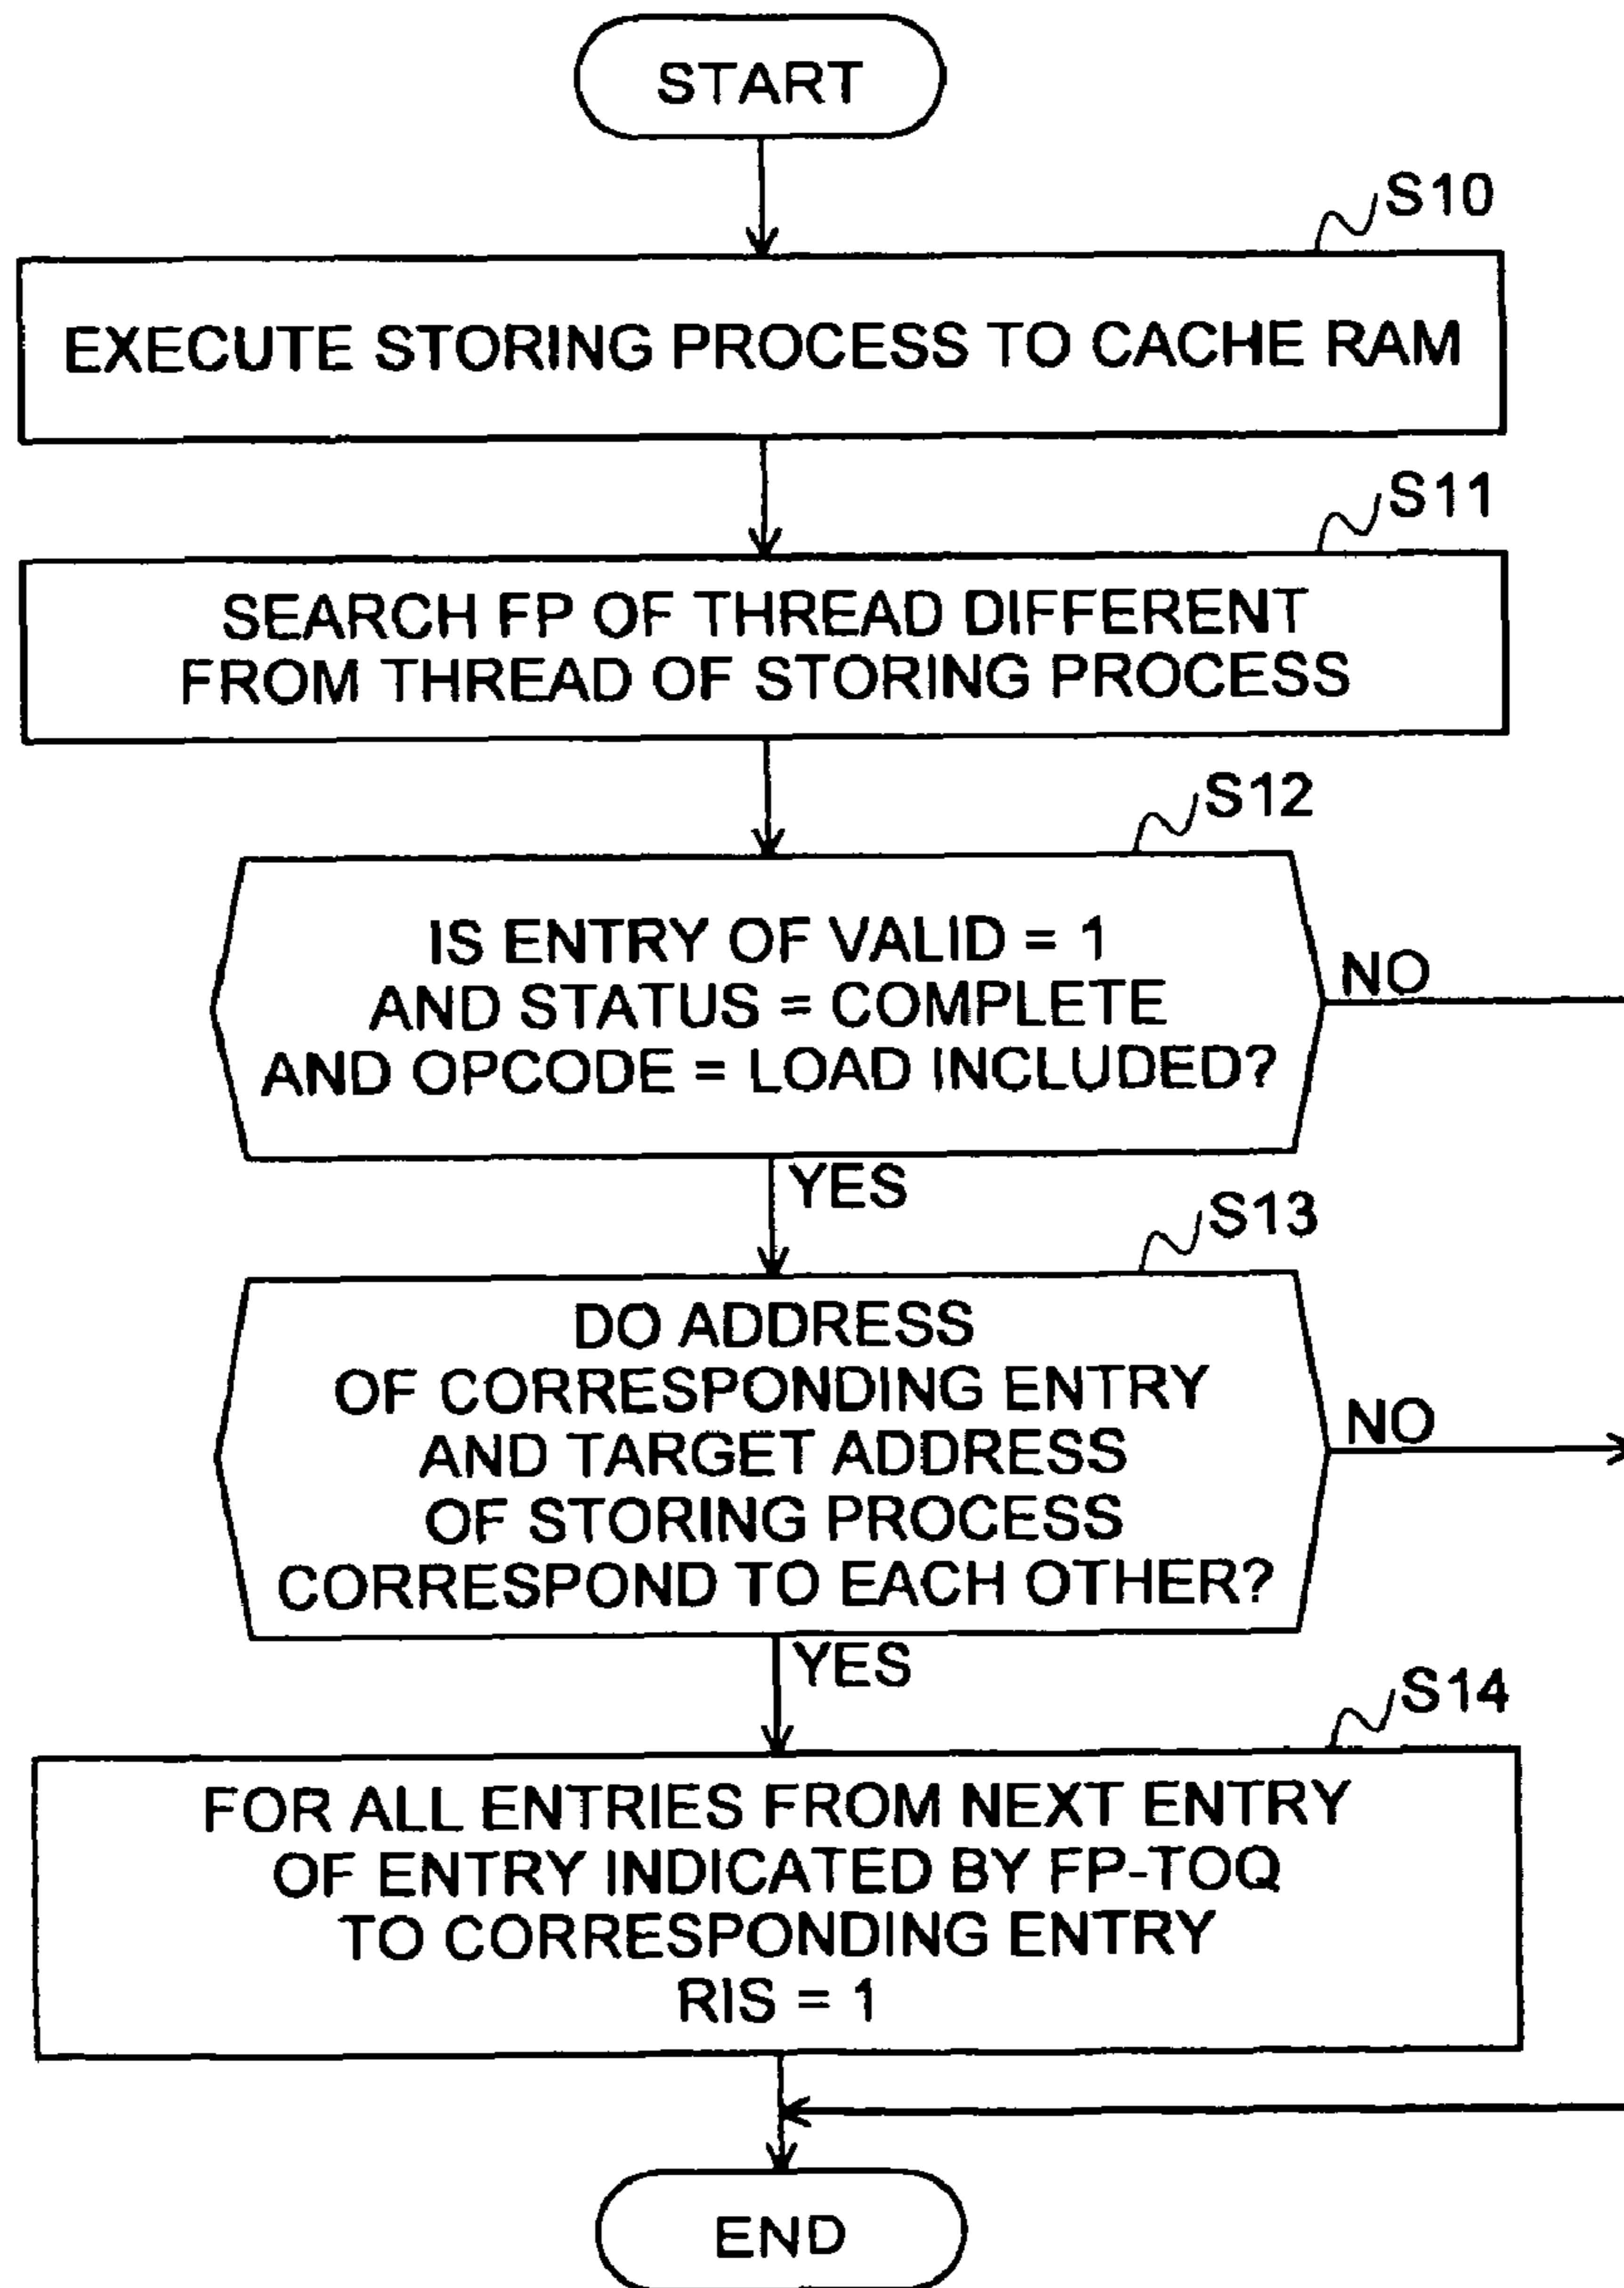 START
S10
EXECUTE STORING PROCESS TO CACHE RAM
S11
SEARCH FP OF THREAD DIFFERENT
FROM THREAD OF STORING PROCESS
S12
IS ENTRY OF VALID = 1
AND STATUS = COMPLETE
AND OPCODE = LOAD INCLUDED?
NO
YES
S13
DO ADDRESS
OF CORRESPONDING ENTRY
AND TARGET ADDRESS
OF STORING PROCESS
CORRESPOND TO EACH OTHER?
NO
YES
S14
FOR ALL ENTRIES FROM NEXT ENTRY
OF ENTRY INDICATED BY FP-TOQ
TO CORRESPONDING ENTRY
RIS = 1
END